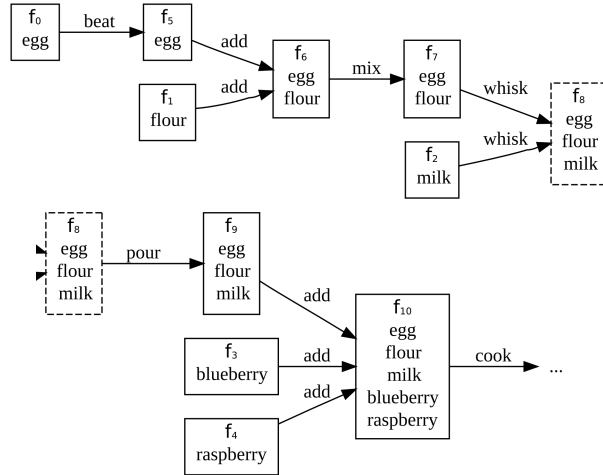 f₀
egg
beat
f₅
egg
add
f₁
flour
add
f₆
egg
flour
mix
f₇
egg
flour
whisk
f₂
milk
whisk
f₈
egg
flour
milk
f₈
egg
flour
milk
pour
f₉
egg
flour
milk
add
f₃
blueberry
add
f₄
raspberry
add
f₁₀
egg
flour
milk
blueberry
raspberry
cook
...